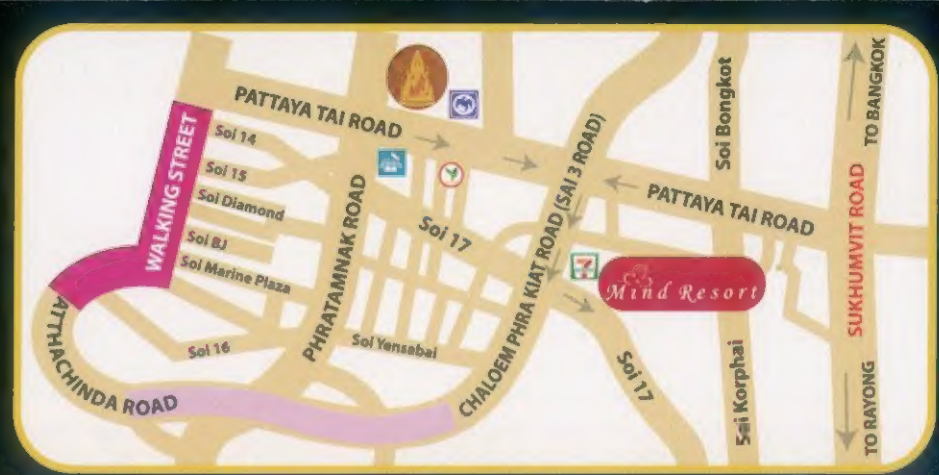 PATTAYA TAI ROAD
WALKING STREET
Soi 14
Soi 15
Soi Diamond
Soi BJ
Soi Marine Plaza
Soi 16
ATTHACHINDA ROAD
PHRATAMNAK ROAD
Soi 17
Soi Yensabai
CHALOEM PHRA KIAT ROAD (SAI 3 ROAD)
Soi Bongkot
PATTAYA TAI ROAD
7
Mind Resort
Soi 17
Soi Korphai
TO BANGKOK
SUKHUMVIT ROAD
TO RAYONG